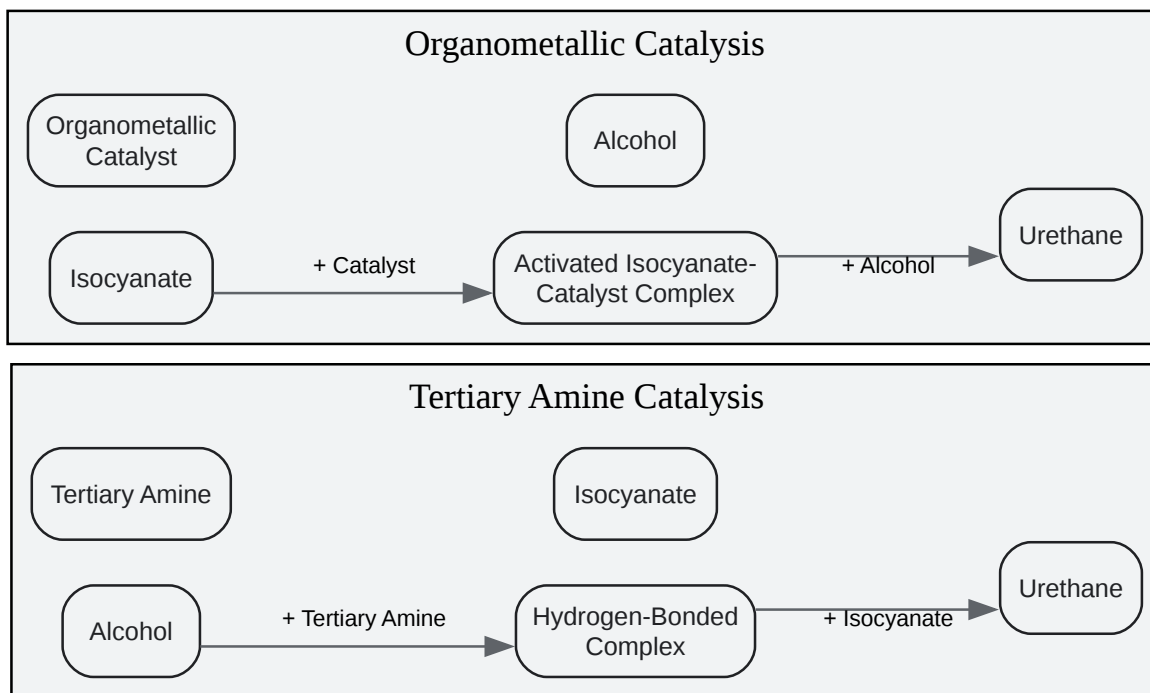 Organometallic Catalysis
Organometallic
Catalyst
Alcohol
Urethane
Isocyanate
+ Catalyst
Activated Isocyanate-
Catalyst Complex
+ Alcohol
Tertiary Amine Catalysis
Tertiary Amine
Isocyanate
Urethane
Alcohol
+ Tertiary Amine
Hydrogen-Bonded
Complex
+ Isocyanate